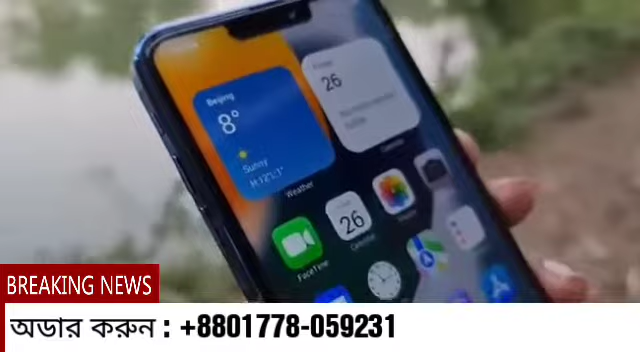 Beijing
8°
Sunny
Weather
26
FaceTime
26
Calendar
BREAKING NEWS
অডার করুন : +8801778-059231